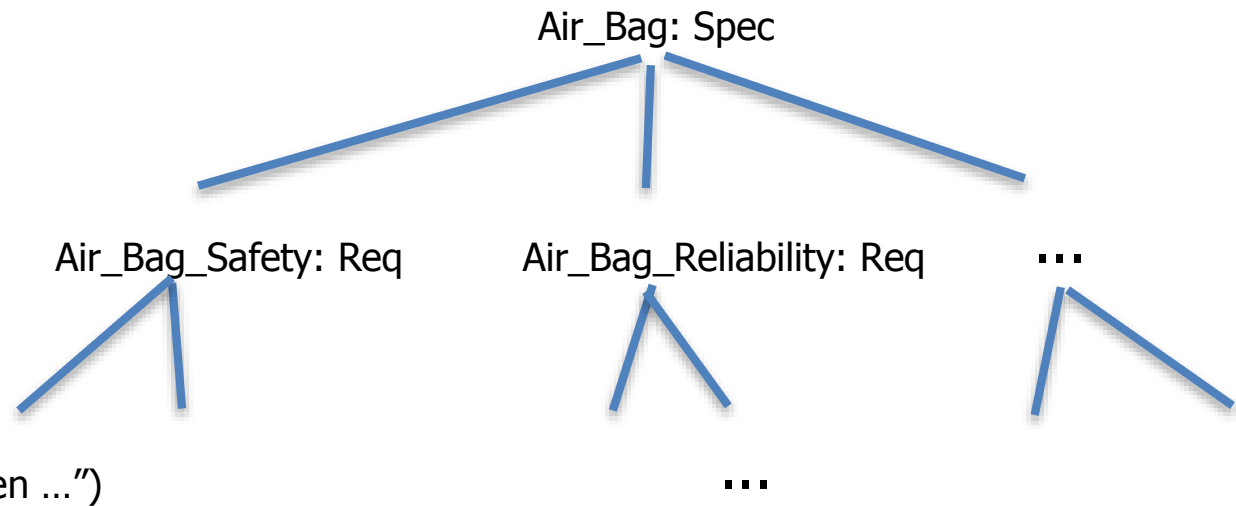 Air_Bag: Spec
Air_Bag_Safety: Req Air_Bag_Reliability: Req ...
en …”) ...